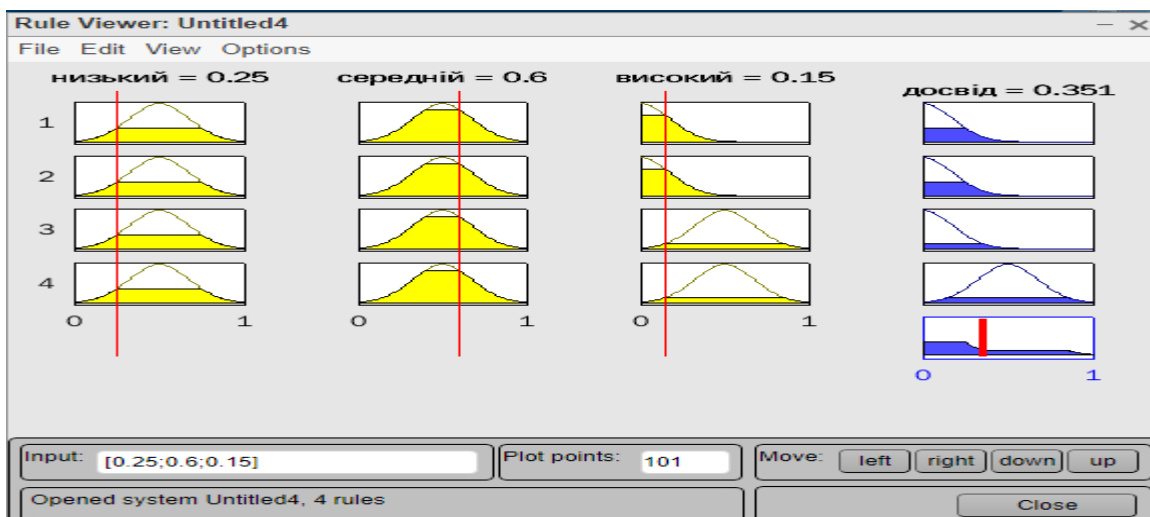 Rule Viewer: Untitled4
File Edit View Options
низький = 0.25 середній = 0.6 високий = 0.15 досвід = 0.351
1
2
3
4
0 1 0 1 0 1
0 1
Input: [0.25;0.6;0.15] Plot points: 101 Move: left right down up
Opened system Untitled4, 4 rules Close